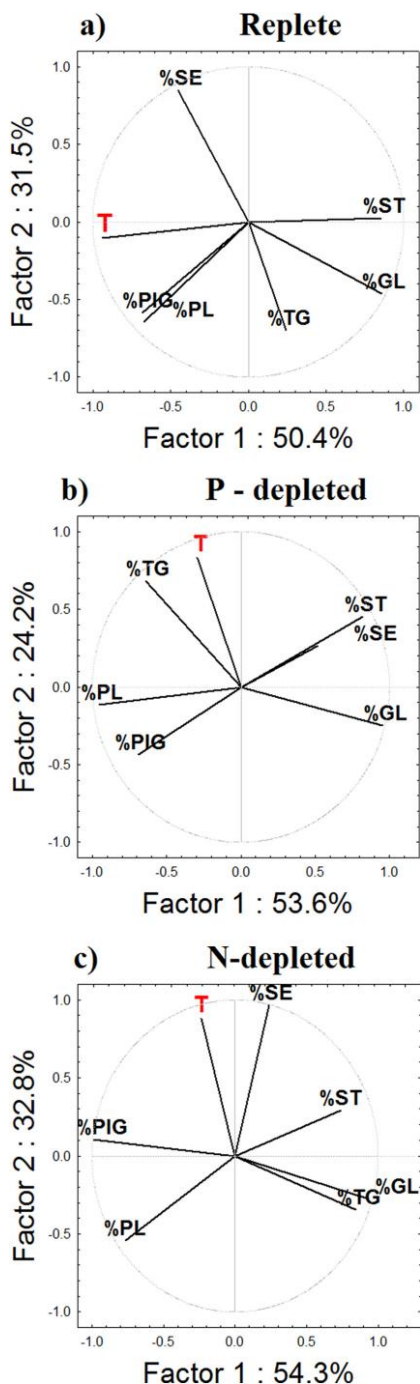 a) Replete
1.0
%SE
0.5
Factor 2 : 31.5%
T
%ST
0.0
%GL
%PIG
%PL
-0.5
%TG
-1.0
-1.0 -0.5 0.0 0.5 1.0
Factor 1 : 50.4%
b) P - depleted
1.0
T
%TG
0.5
%ST
%SE
Factor 2 : 24.2%
0.0
%PL
%GL
%PIG
-0.5
-1.0
-1.0 -0.5 0.0 0.5 1.0
Factor 1 : 53.6%
c) N-depleted
1.0
T
%SE
0.5
%ST
Factor 2 : 32.8%
%PIG
0.0
%GL
%TG
%PL
-0.5
-1.0
-1.0 -0.5 0.0 0.5 1.0
Factor 1 : 54.3%